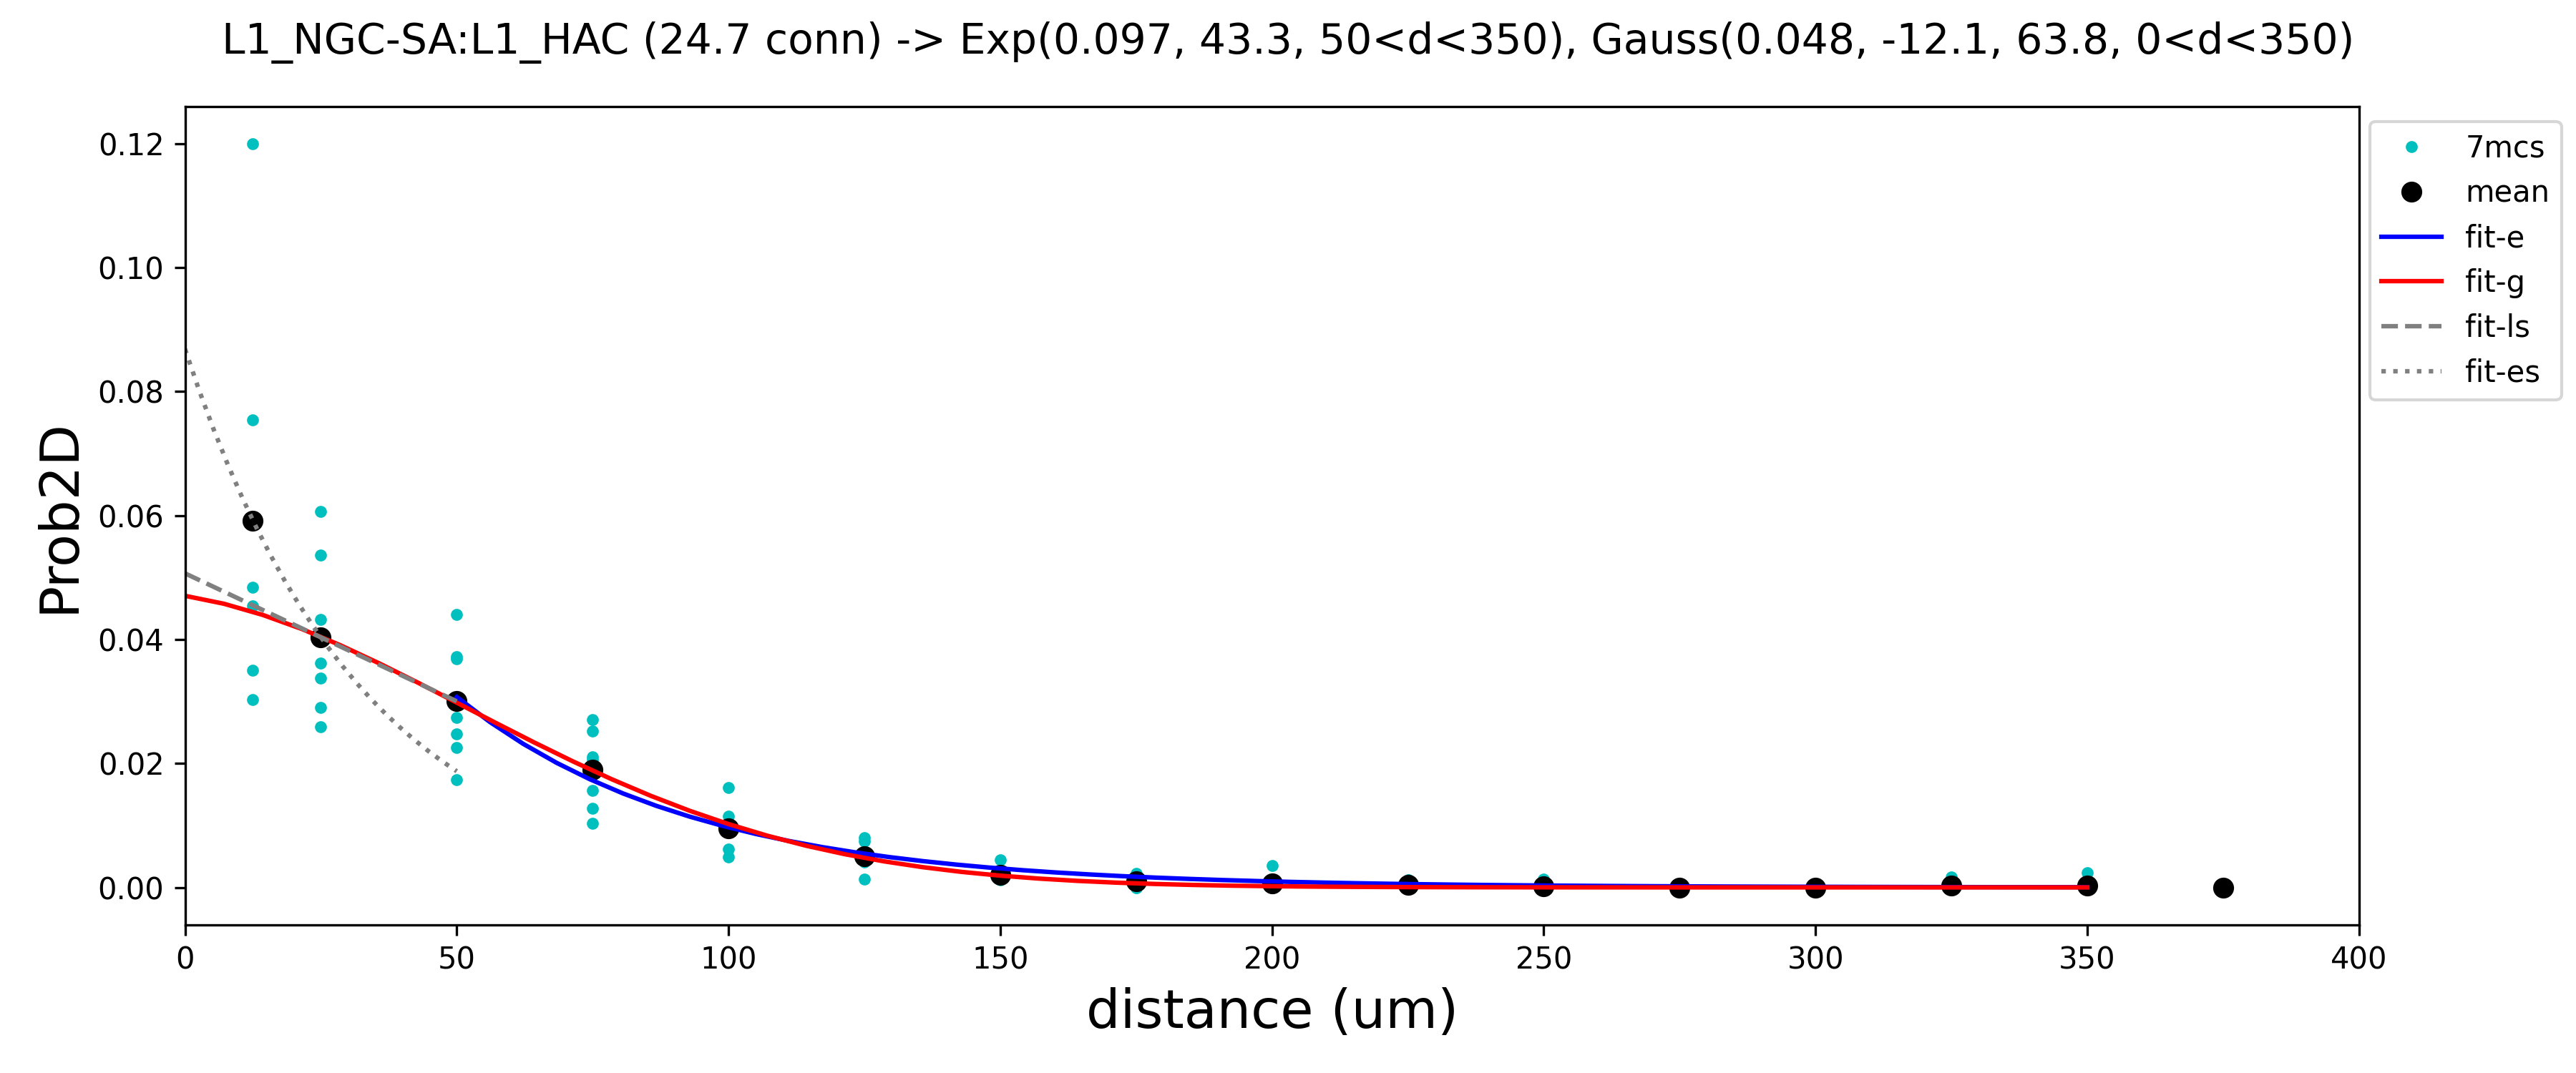 L1_NGC-SA:L1_HAC (24.7 conn) -> Exp(0.097, 43.3, 50<d<350), Gauss(0.048, -12.1, 63.8, 0<d<350)
0.12
0.10
0.08
0.06
0.04
0.02
0.00
Prob2D
0 50 100 150 200 250 300 350 400
distance (um)
7mcs
mean
fit-e
fit-g
fit-ls
fit-es